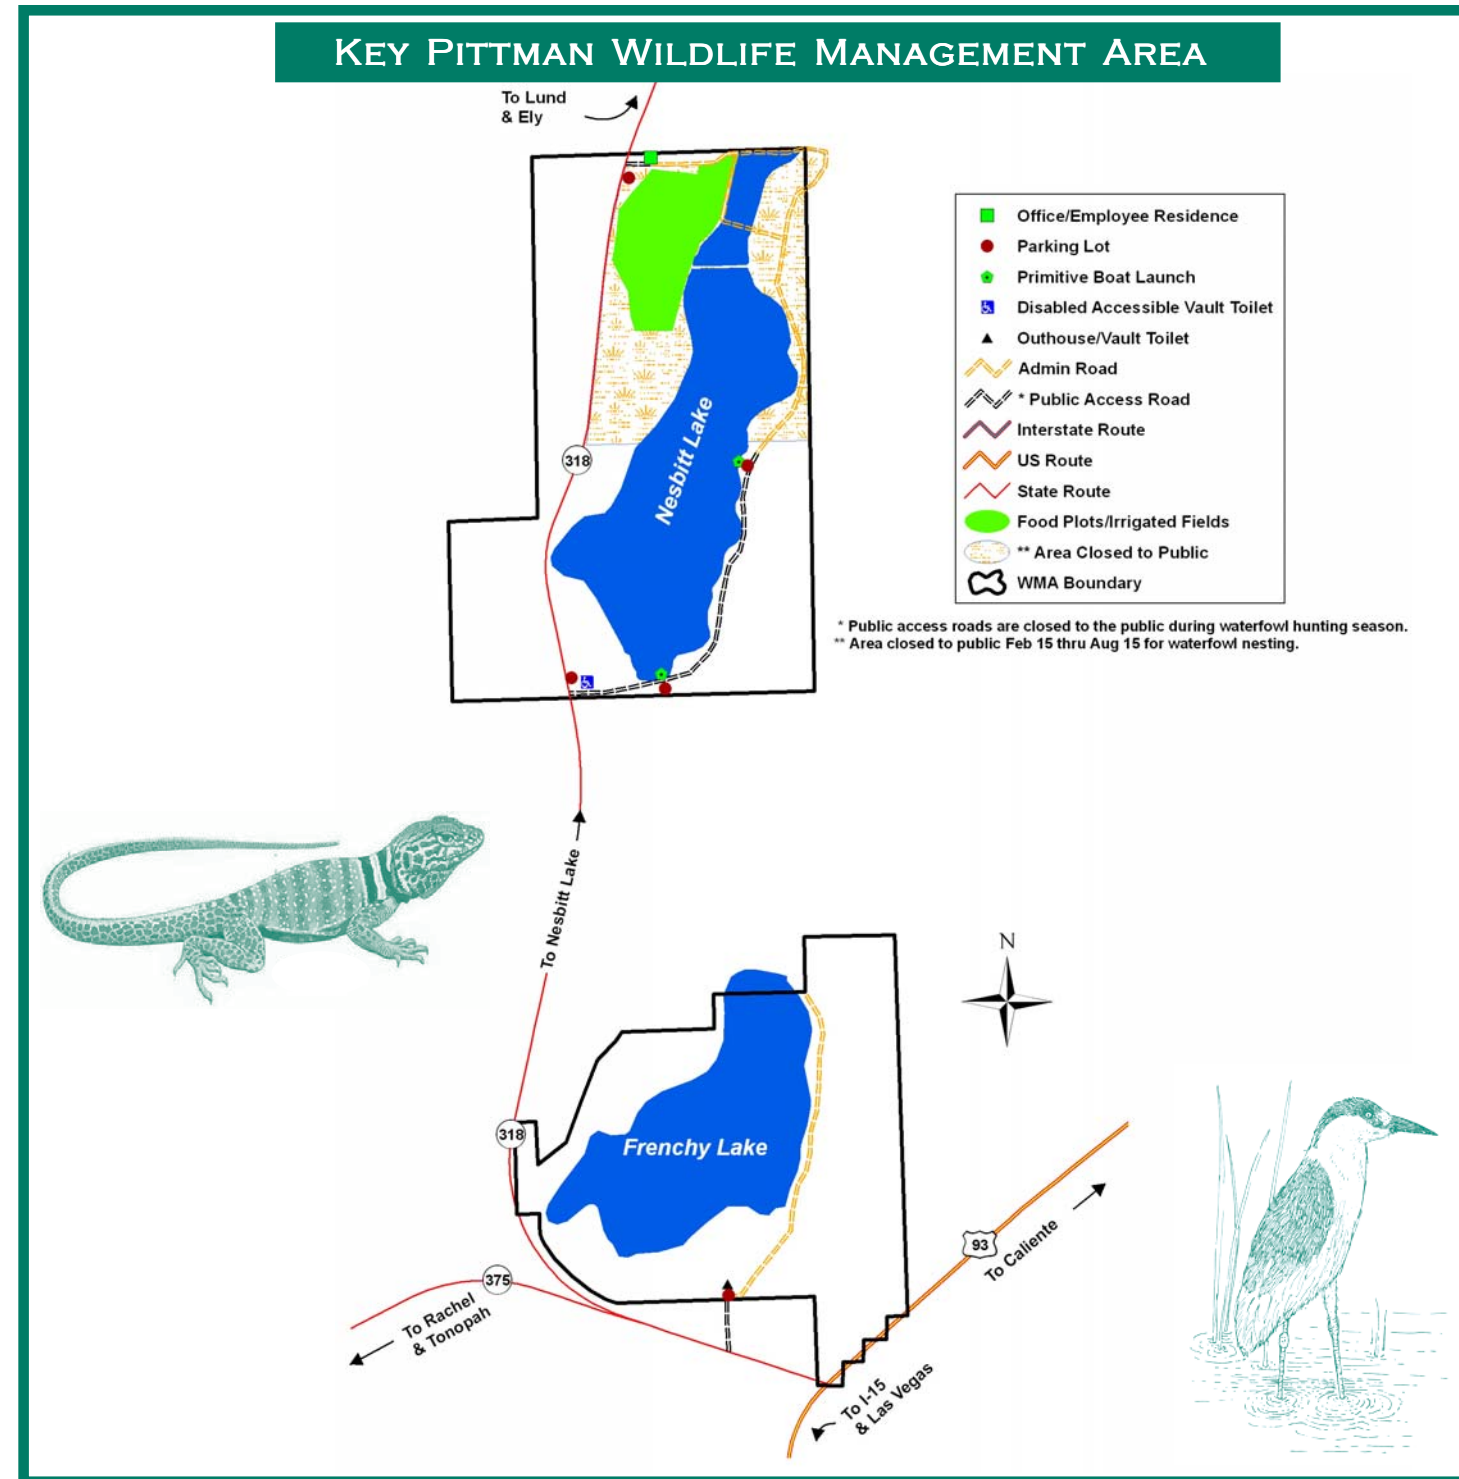 KEY PITTMAN WILDLIFE MANAGEMENT AREA
To Lund
& Ely
Office/Employee Residence
Parking Lot
Primitive Boat Launch
Disabled Accessible Vault Toilet
Outhouse/Vault Toilet
Admin Road
* Public Access Road
Interstate Route
US Route
State Route
Food Plots/Irrigated Fields
** Area Closed to Public
WMA Boundary
* Public access roads are closed to the public during waterfowl hunting season.
** Area closed to public Feb 15 thru Aug 15 for waterfowl nesting.
318
Nesbitt Lake
To Nesbitt Lake
N
318
Frenchy Lake
93
To Caliente
375
To Rachel
& Tonopah
To I-15
& Las Vegas